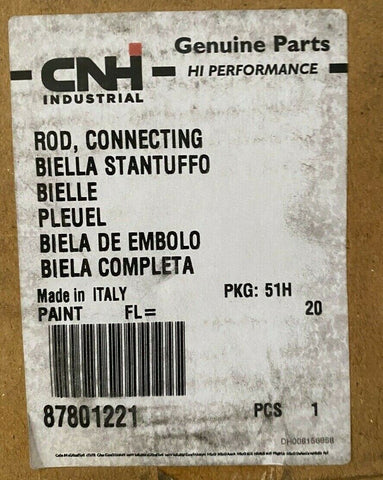 CNH
INDUSTRIAL
Genuine Parts
HI PERFORMANCE
ROD, CONNECTING
BIELLA STANTUFFO
BIELLE
PLEUEL
BIELA DE EMBOLO
BIELA COMPLETA
Made in ITALY PKG: 51H
PAINT FL= 20
87801221 PCS 1